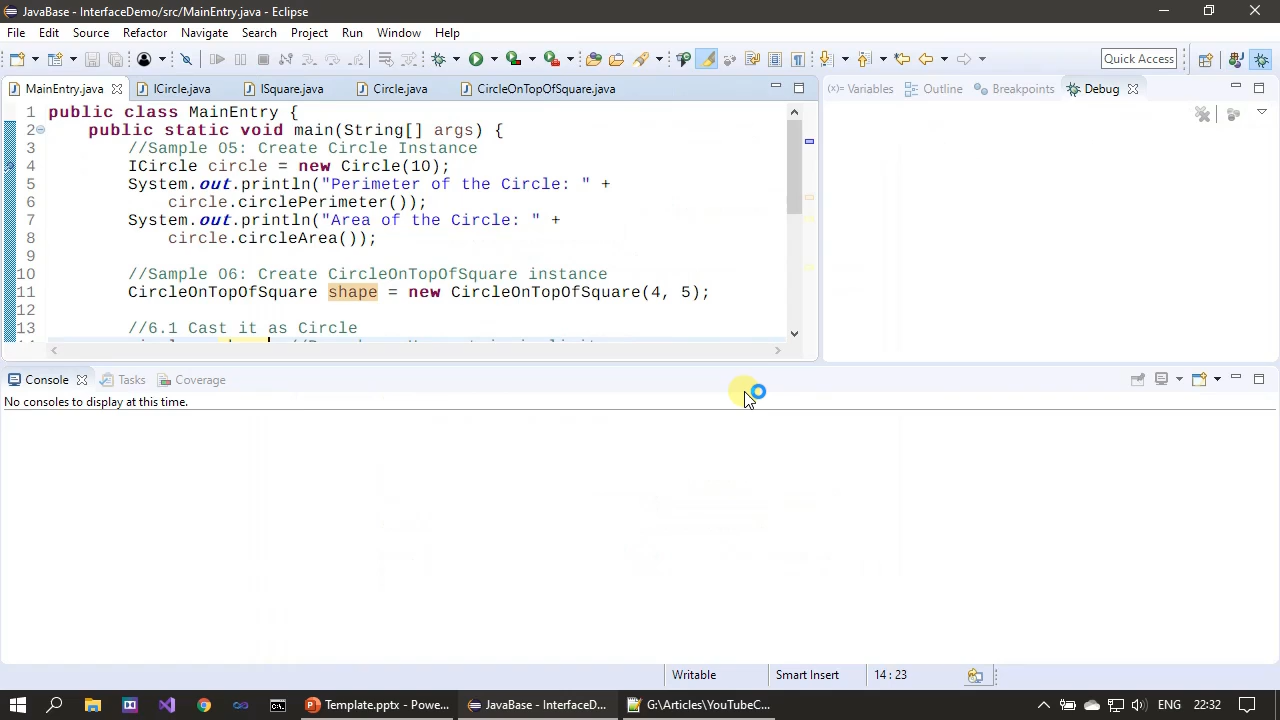 JavaBase - InterfaceDemo/src/MainEntry.java - Eclipse
File Edit Source Refactor Navigate Search Project Run Window Help
Quick Access
MainEntry.java ICircle.java ISquare.java Circle.java CircleOnTopOfSquare.java
(x)= Variables Outline Breakpoints Debug
1 public class MainEntry {
2 public static void main(String[] args) {
3 //Sample 05: Create Circle Instance
4 ICircle circle = new Circle(10);
5 System.out.println("Perimeter of the Circle: " +
6 circle.circlePerimeter());
7 System.out.println("Area of the Circle: " +
8 circle.circleArea());
9
10 //Sample 06: Create CircleOnTopOfSquare instance
11 CircleOnTopOfSquare shape = new CircleOnTopOfSquare(4, 5);
12
13 //6.1 Cast it as Circle
Console Tasks Coverage
No consoles to display at this time.
Writable Smart Insert 14 : 23
Template.pptx - Powe... JavaBase - InterfaceD... G:\Articles\YouTubeC... ENG 22:32